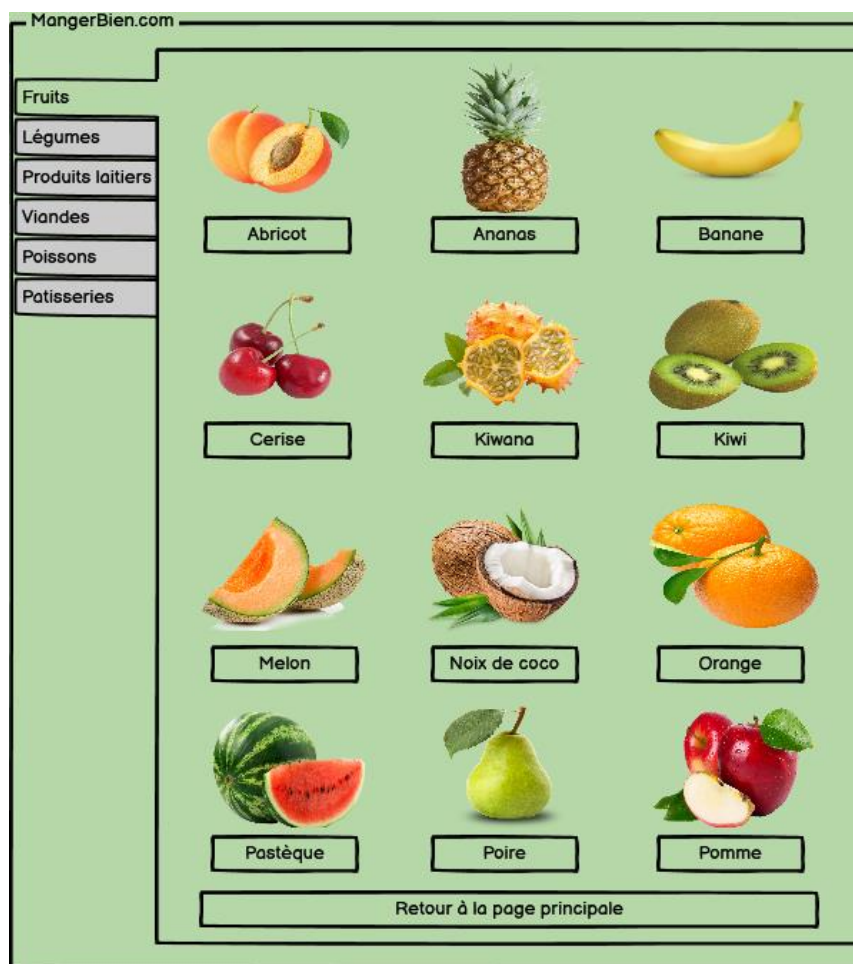 MangerBien.com
Fruits
Légumes
Produits laitiers
Viandes
Poissons
Patisseries
Abricot
Ananas
Banane
Cerise
Kiwana
Kiwi
Melon
Noix de coco
Orange
Pastèque
Poire
Pomme
Retour à la page principale